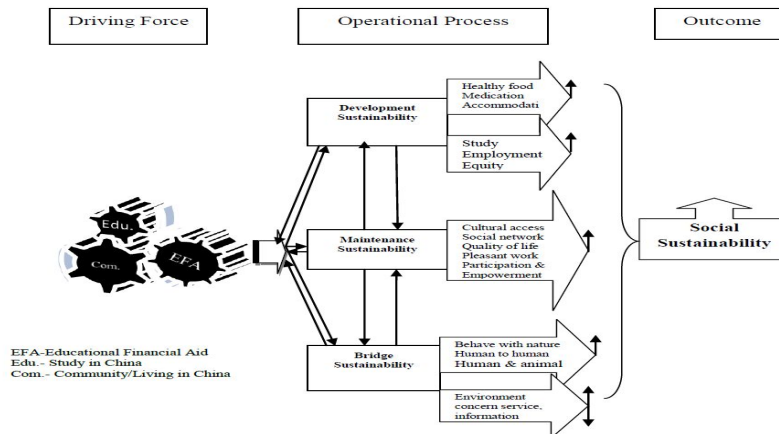 Driving Force
Operational Process
Outcome
Development
Sustainability
Healthy food
Medication
Accommodati
Study
Employment
Equity
Edu.
Com.
EFA
Maintenance
Sustainability
Cultural access
Social network
Quality of life
Pleasant work
Participation &
Empowerment
Social
Sustainability
Bridge
Sustainability
Behave with nature
Human to human
Human & animal
Environment
concern service,
information
EFA-Educational Financial Aid
Edu.- Study in China
Com.- Community/Living in China